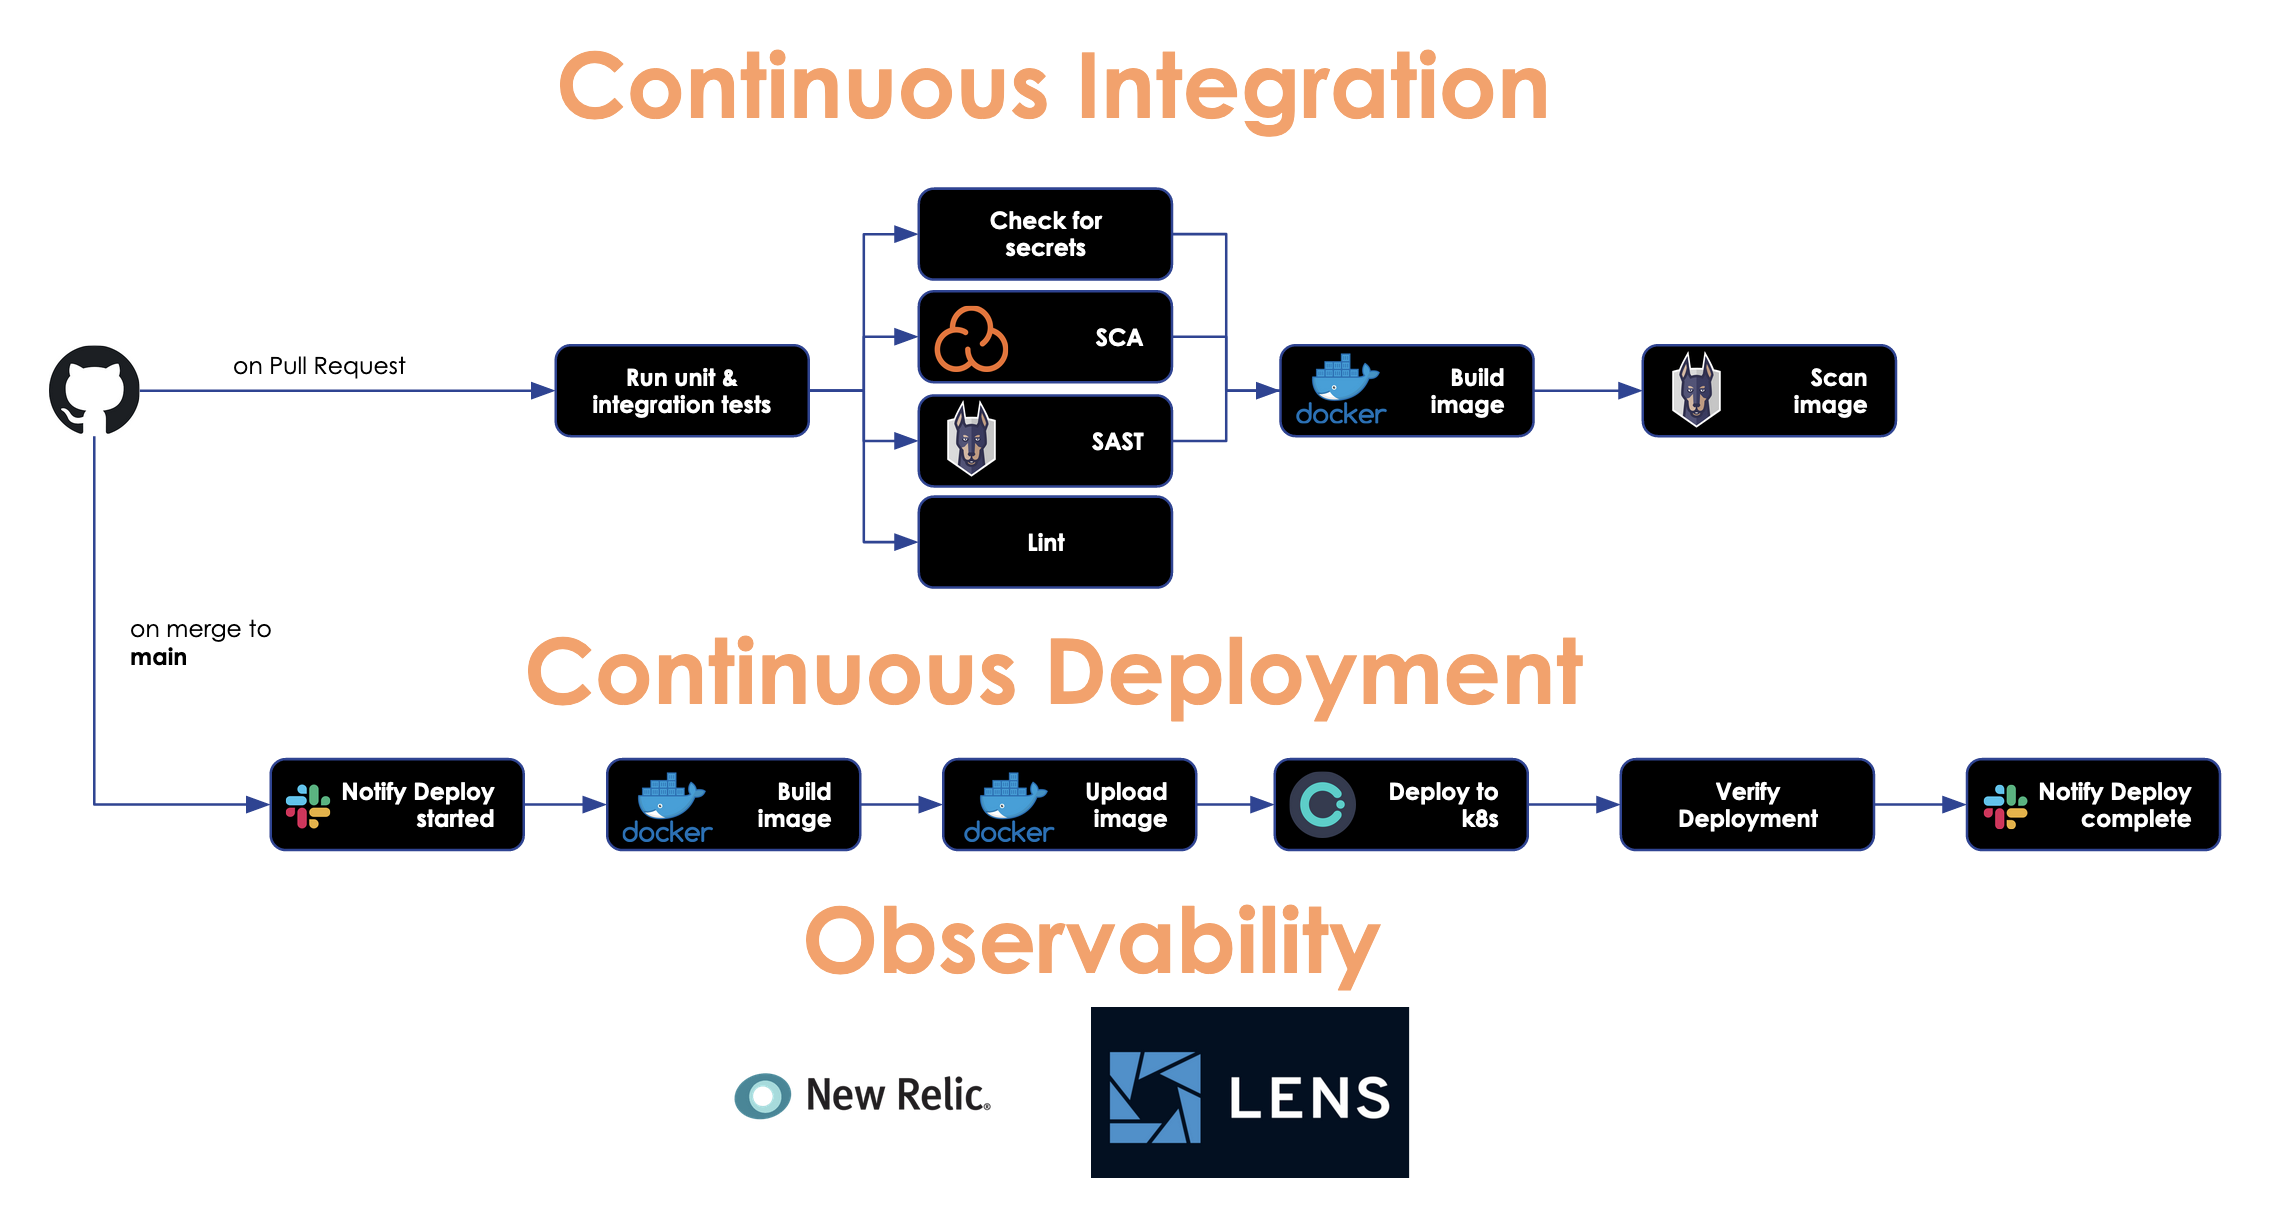 Continuous Integration
on Pull Request
Run unit &
integration tests
Check for
secrets
SCA
SAST
Lint
docker
Build
image
Scan
image
on merge to
main
Continuous Deployment
Notify Deploy
started
docker
Build
image
docker
Upload
image
Deploy to
k8s
Verify
Deployment
Notify Deploy
complete
Observability
New Relic®
LENS